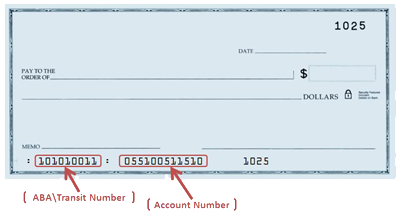 1025
DATE
PAY TO THE
ORDER OF
$
DOLLARS
MEMO
: 101010011 : 055100511510 1025
( ABA\Transit Number )
( Account Number )